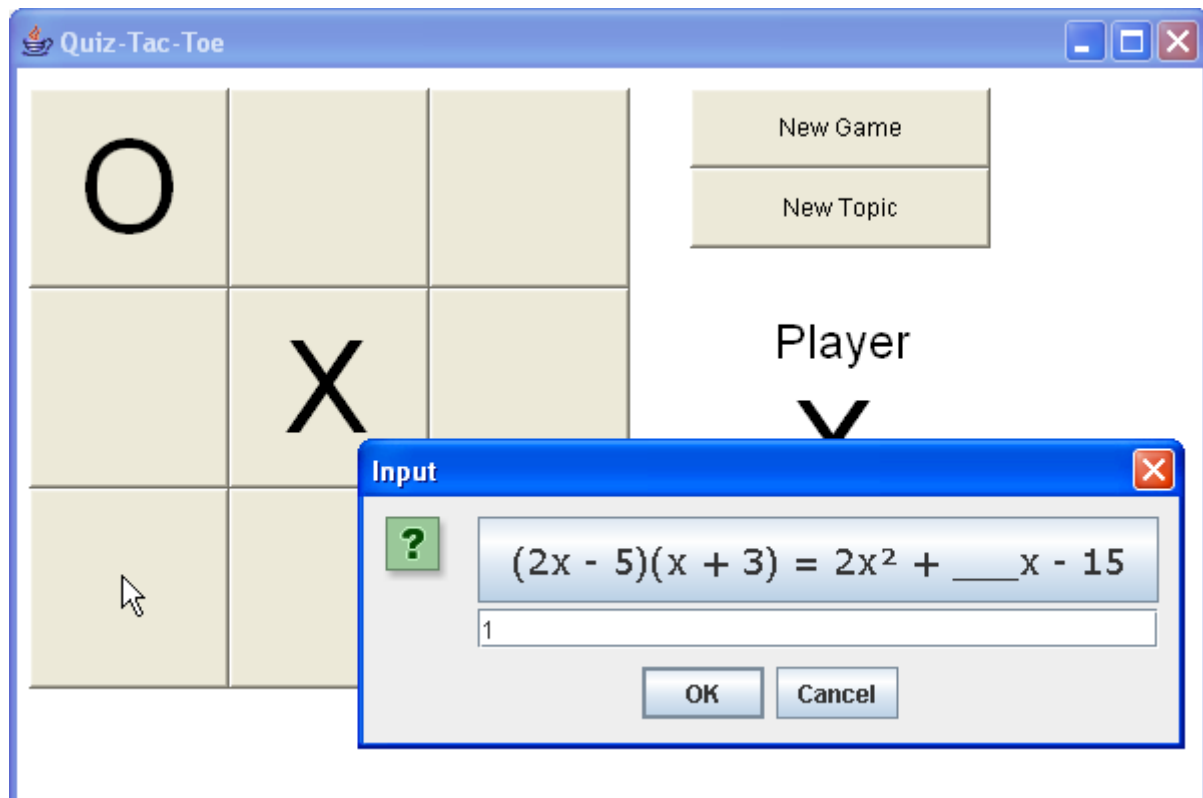 Quiz-Tac-Toe
O
New Game
New Topic
X
Player
X
Input
?
(2x - 5)(x + 3) = 2x² + ___x - 15
1
OK
Cancel